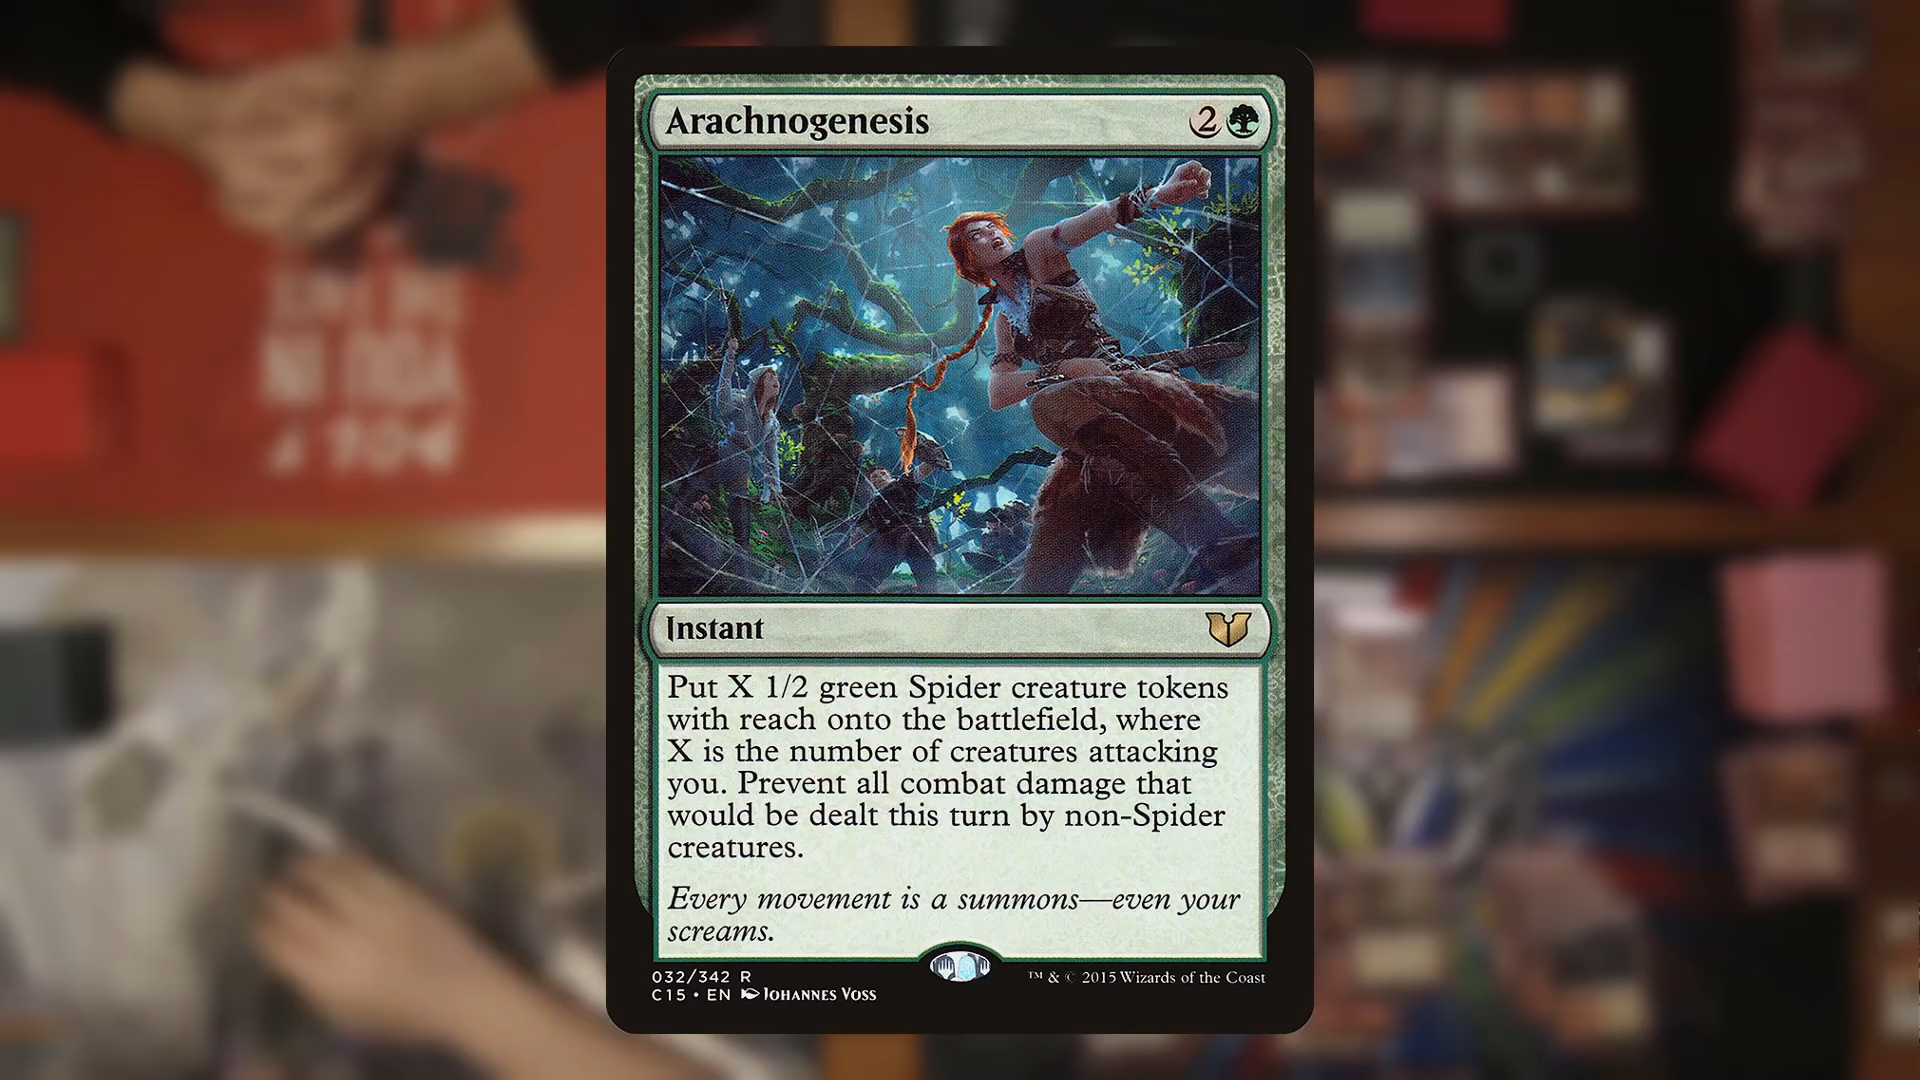 Arachnogenesis 2
Instant
Put X 1/2 green Spider creature tokens
with reach onto the battlefield, where
X is the number of creatures attacking
you. Prevent all combat damage that
would be dealt this turn by non-Spider
creatures.
Every movement is a summons—even your
screams.
032/342 R
C15 • EN Johannes Voss
™ & © 2015 Wizards of the Coast